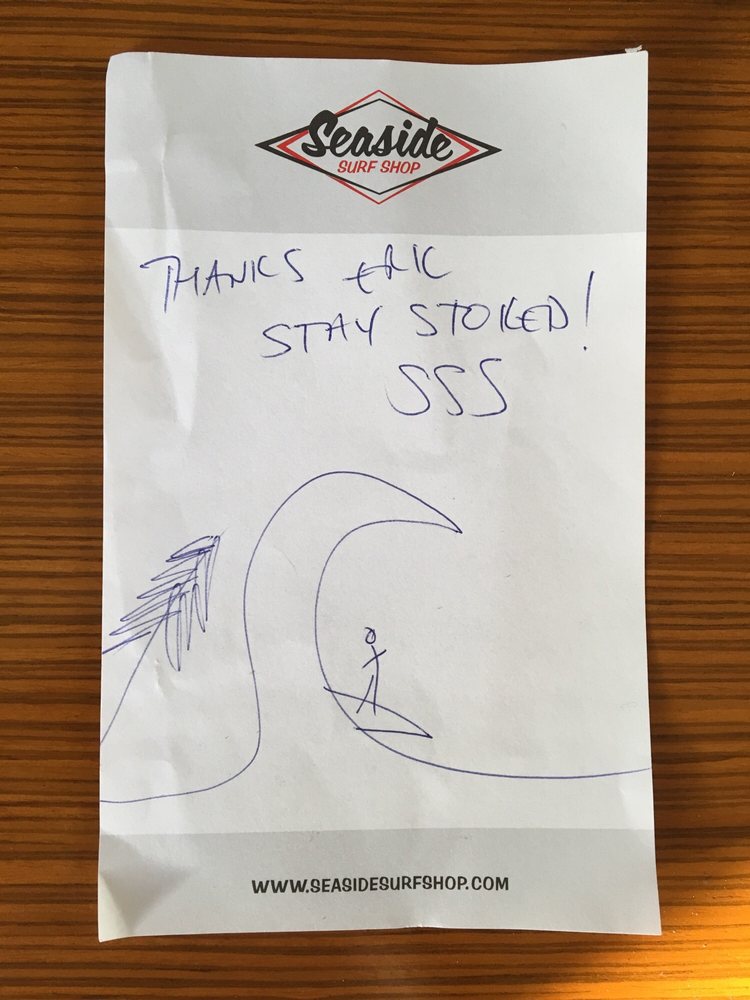 Seaside
SURF SHOP
THANKS ERIC
STAY STOKED!
SSS
WWW.SEASIDESURFSHOP.COM